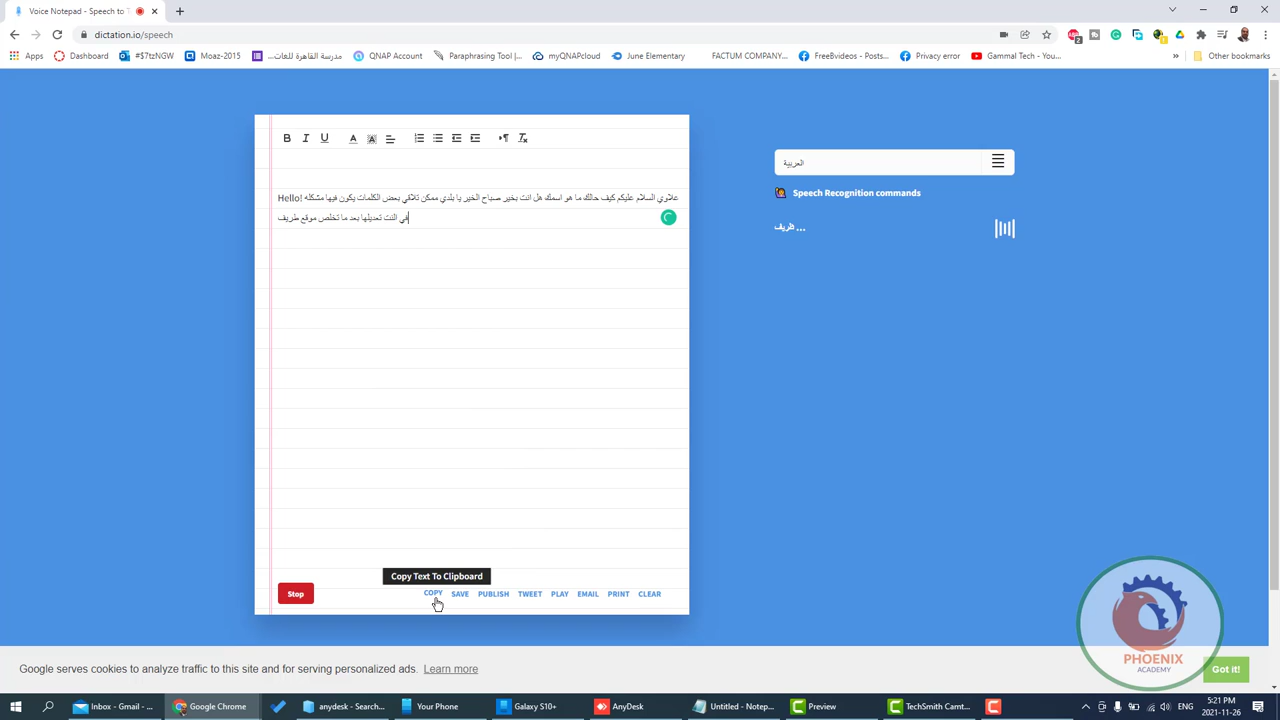 Voice Notepad - Speech to T
dictation.io/speech
Apps
Dashboard
#$7tzNGW
Moaz-2015
مدرسة القاهرة للغات...
QNAP Account
Paraphrasing Tool |...
myQNAPcloud
June Elementary
FACTUM COMPANY...
FreeBvideos - Posts...
Privacy error
Gammal Tech - You...
Other bookmarks
Hello! علاوي السلام عليكم كيف حالك ما هو اسمك هل انت بخير صباح الخير يا بلدي ممكن تلاقي بعض الكلمات يكون فيها مشكله
في النت تعديلها بعد ما تخلص موقع طريف
العربية
Speech Recognition commands
ظريف ...
Copy Text To Clipboard
Stop
COPY SAVE PUBLISH TWEET PLAY EMAIL PRINT CLEAR
PHOENIX
ACADEMY
Google serves cookies to analyze traffic to this site and for serving personalized ads. Learn more
Got it!
Inbox - Gmail - ...
Google Chrome
anydesk - Search...
Your Phone
Galaxy S10+
AnyDesk
Untitled - Notep...
Preview
TechSmith Camt...
ENG
5:21 PM
2021-11-26